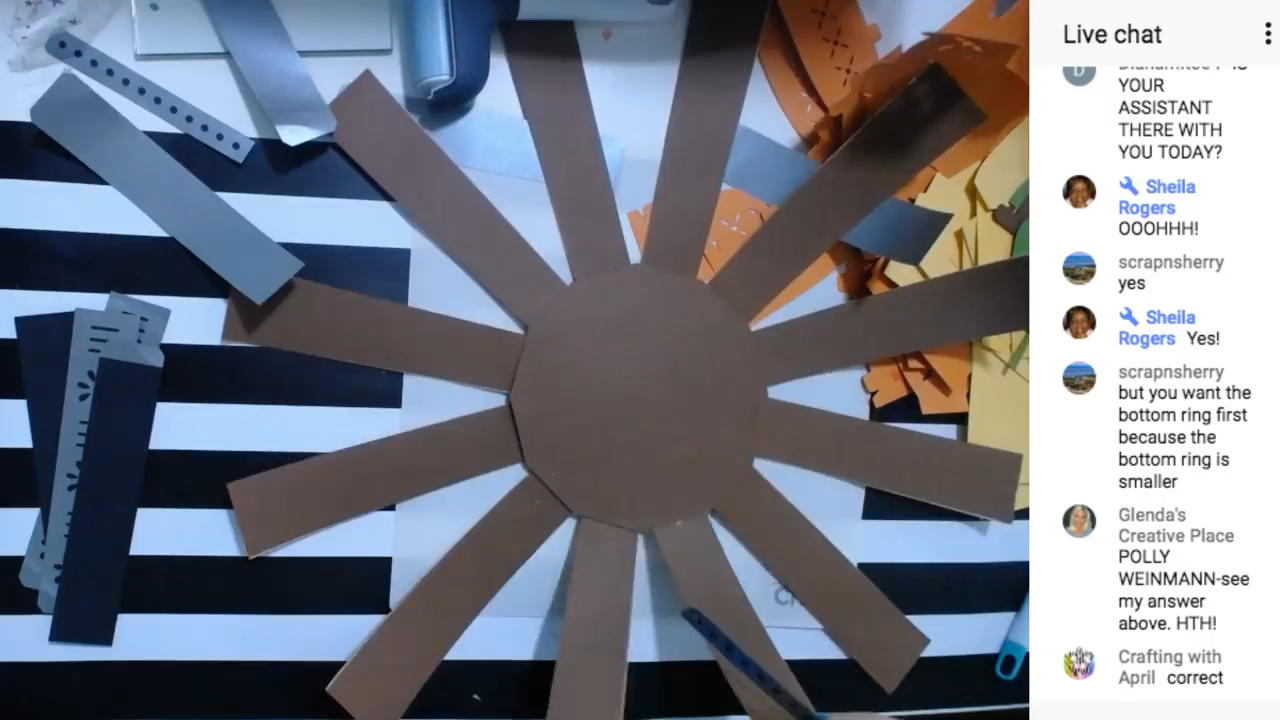 Live chat
YOUR
ASSISTANT
THERE WITH
YOU TODAY?
Sheila
Rogers
OOOHHH!
scrapnsherry
yes
Sheila
Rogers Yes!
scrapnsherry
but you want the
bottom ring first
because the
bottom ring is
smaller
Glenda's
Creative Place
POLLY
WEINMANN-see
my answer
above. HTH!
Crafting with
April correct